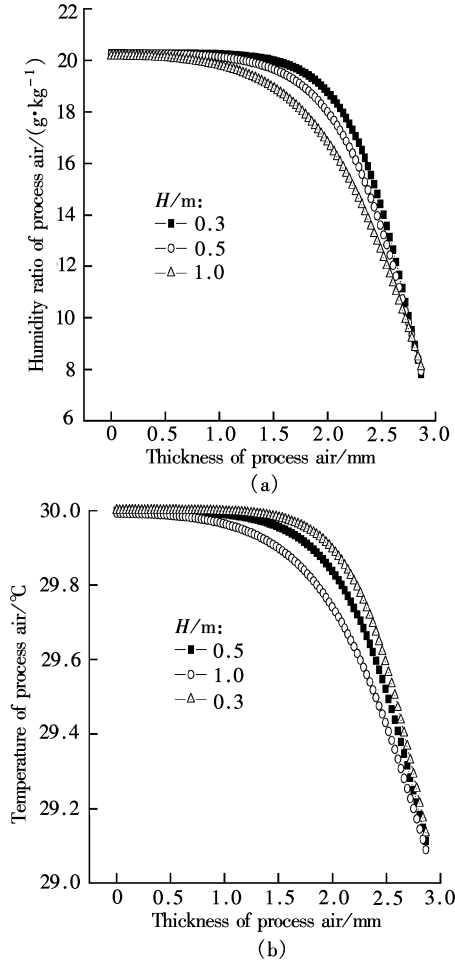 22
20
18
16
14
12
10
8
6
Humidity ratio of process air/(g•kg⁻¹)
H/m:
0.3
0.5
1.0
0 0.5 1.0 1.5 2.0 2.5 3.0
Thickness of process air/mm
(a)
30.0
29.8
29.6
29.4
29.2
29.0
Temperature of process air/℃
H/m:
0.5
1.0
0.3
0 0.5 1.0 1.5 2.0 2.5 3.0
Thickness of process air/mm
(b)